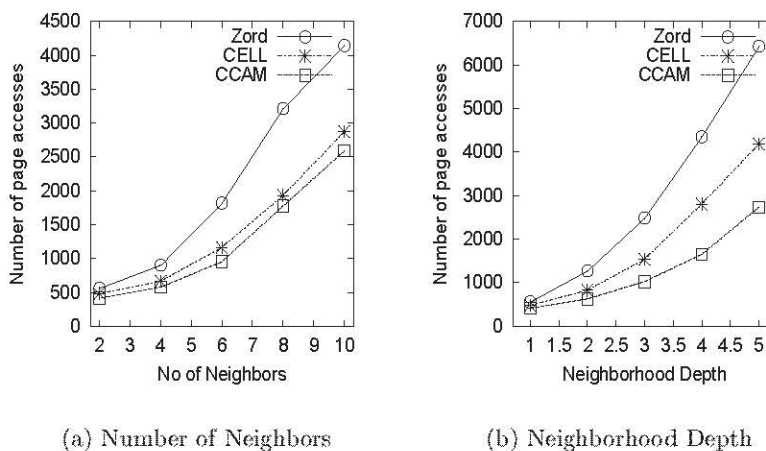 4500
4000
3500
3000
2500
2000
1500
1000
500
0
Number of page accesses
Zord
CELL
CCAM
2 3 4 5 6 7 8 9 10
No of Neighbors
(a) Number of Neighbors
7000
6000
5000
4000
3000
2000
1000
0
Number of page accesses
Zord
CELL
CCAM
1 1.5 2 2.5 3 3.5 4 4.5 5
Neighborhood Depth
(b) Neighborhood Depth